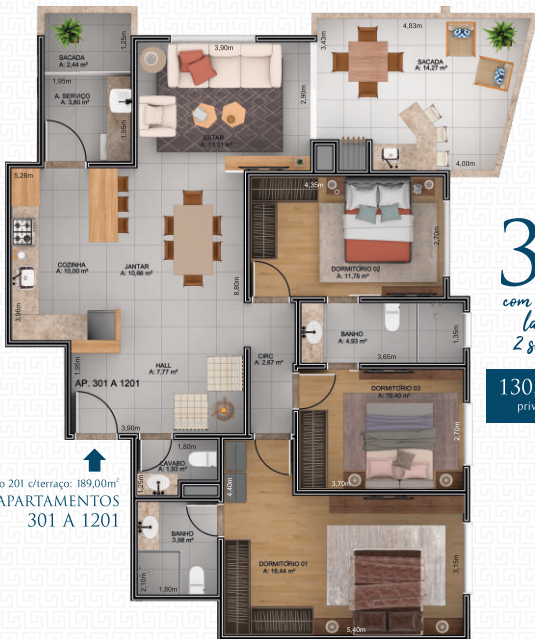 4,83m
SACADA
A: 14,27 m²
3,43m
4,00m
1,25m
SACADA
A: 2,44 m²
1,95m
A. SERVIÇO
A: 3,80 m²
1,95m
3,90m
2,90m
ESTAR
5,26m
COZINHA
A: 10,00 m²
3,96m
JANTAR
A: 10,66 m²
8,80m
4,35m
2,70m
DORMITÓRIO 02
A: 11,76 m²
BANHO
A: 4,93 m²
3,65m
1,35m
HALL
A: 7,77 m²
1,95m
AP. 301 A 1201
3,90m
CIRC
A: 2,67 m²
DORMITÓRIO 03
A: 10,40 m²
2,70m
3,70m
1,80m
LAVABO
A: 1,93 m²
4,40m
BANHO
3,98 m²
2,10m
1,80m
DORMITÓRIO 01
A: 18,44 m²
3,15m
5,40m
3
com
la
2 s
130
priv
o 201 c/terraço: 189,00m²
APARTAMENTOS
301 A 1201